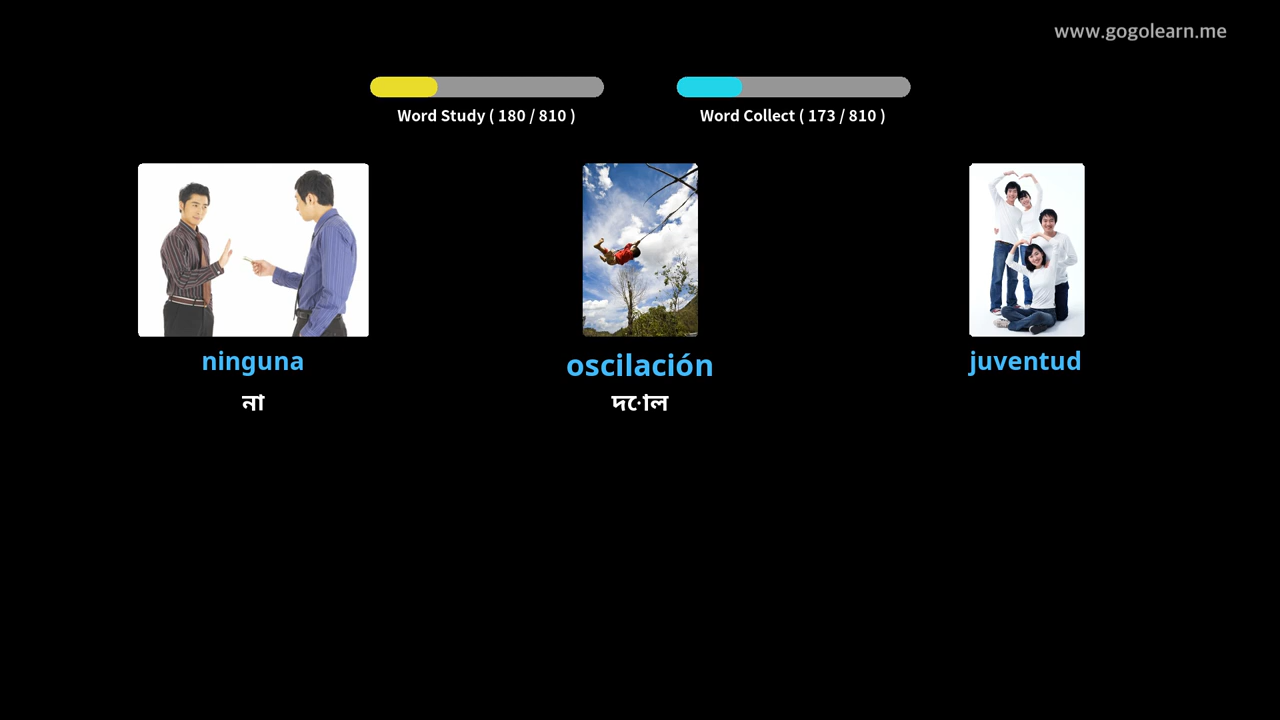 www.gogolearn.me
Word Study ( 180 / 810 )
Word Collect ( 173 / 810 )
ninguna
oscilación
juventud
না
দোল